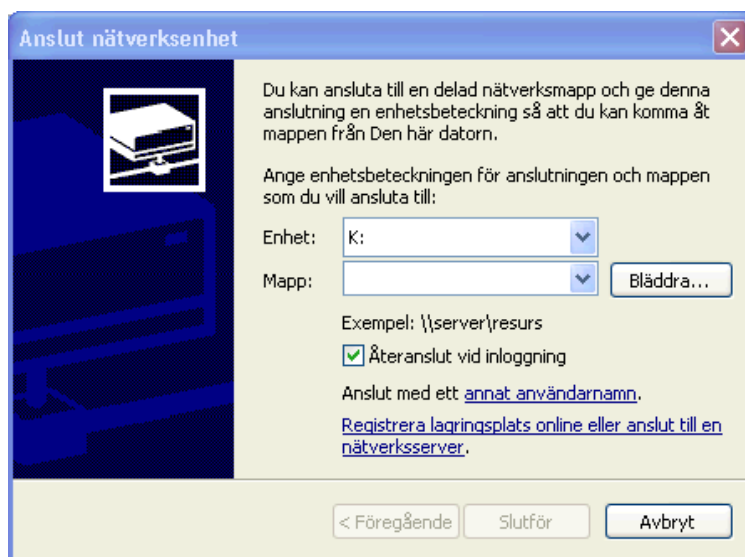 Anslut nätverksenhet
Du kan ansluta till en delad nätverksmapp och ge denna
anslutning en enhetsbeteckning så att du kan komma åt
mappen från Den här datorn.
Ange enhetsbeteckningen för anslutningen och mappen
som du vill ansluta till:
Enhet: K:
Mapp: Bläddra...
Exempel: \\server\resurs
Återanslut vid inloggning
Anslut med ett annat användarnamn.
Registrera lagringsplats online eller anslut till en
nätverksserver.
< Föregående Slutför Avbryt